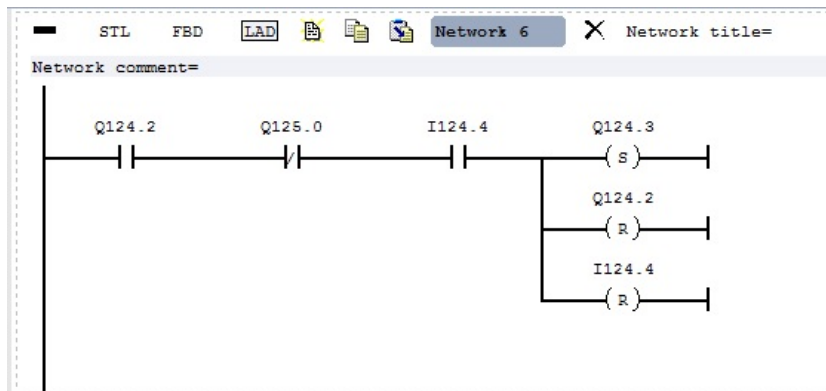 STL FBD LAD Network 6 Network title=
Network comment=
Q124.2 Q125.0 I124.4 Q124.3
S
Q124.2
R
I124.4
R